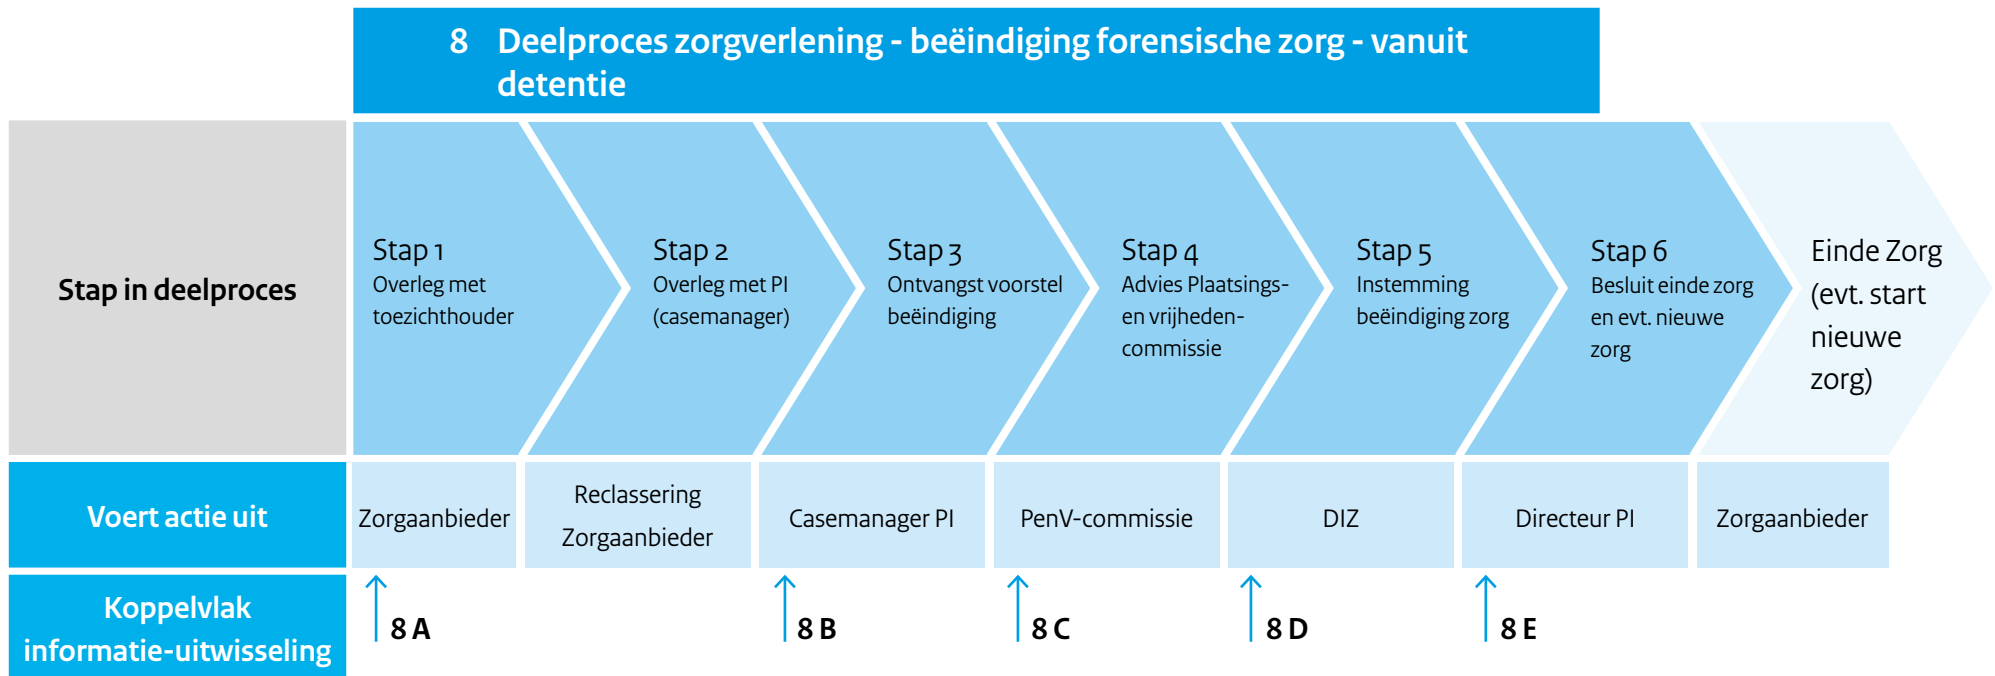 8 Deelproces zorgverlening - beëindiging forensische zorg - vanuit
detentie
Stap in deelproces
Stap 1
Overleg met
toezichthouder
Stap 2
Overleg met PI
(casemanager)
Stap 3
Ontvangst voorstel
beëindiging
Stap 4
Advies Plaatsings-
en vrijheden-
commissie
Stap 5
Instemming
beëindiging zorg
Stap 6
Besluit einde zorg
en evt. nieuwe
zorg
Einde Zorg
(evt. start
nieuwe
zorg)
Voert actie uit
Zorgaanbieder
Reclassering
Zorgaanbieder
Casemanager PI
PenV-commissie
DIZ
Directeur PI
Zorgaanbieder
Koppelvlak
informatie-uitwisseling
8 A
8 B
8 C
8 D
8 E